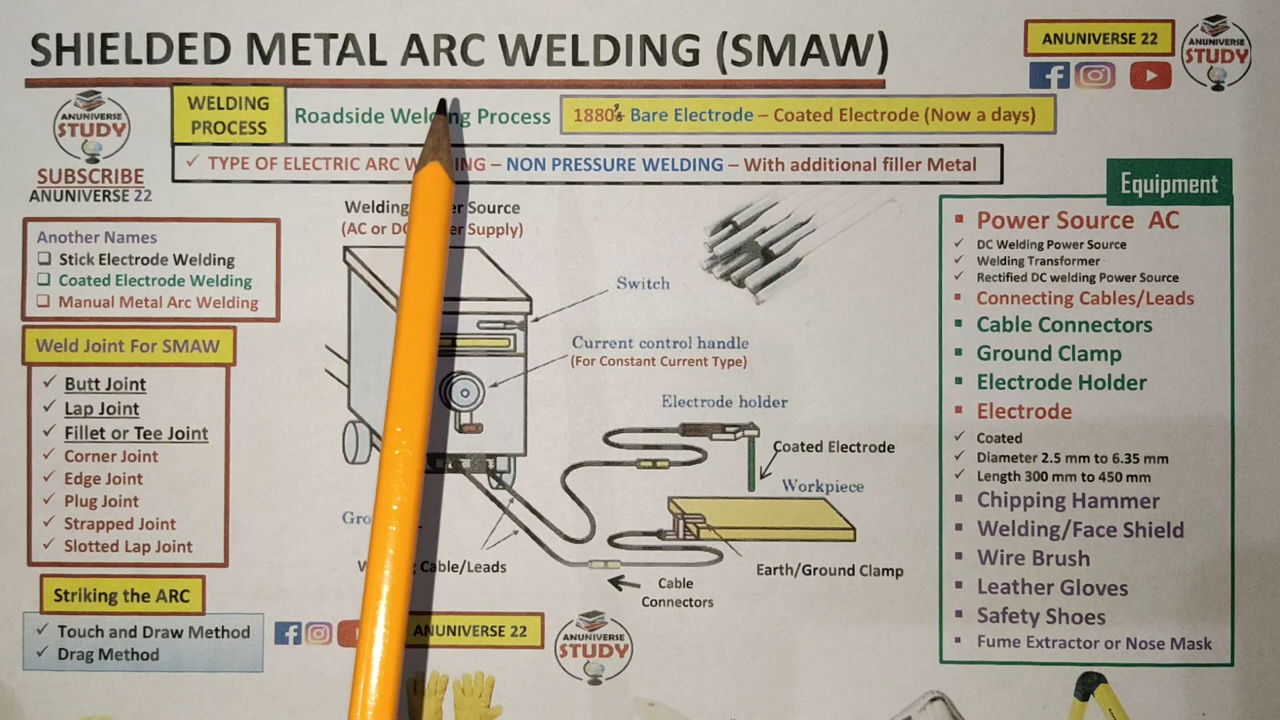 SHIELDED METAL ARC WELDING (SMAW)
ANUNIVERSE 22
ANUNIVERSE
STUDY
ANUNIVERSE
STUDY
SUBSCRIBE
ANUNIVERSE 22
WELDING
PROCESS
Roadside Welding Process
1880's Bare Electrode – Coated Electrode (Now a days)
✓ TYPE OF ELECTRIC ARC WELDING – NON PRESSURE WELDING – With additional filler Metal
Another Names
Stick Electrode Welding
Coated Electrode Welding
Manual Metal Arc Welding
Weld Joint For SMAW
✓ Butt Joint
✓ Lap Joint
✓ Fillet or Tee Joint
✓ Corner Joint
✓ Edge Joint
✓ Plug Joint
✓ Strapped Joint
✓ Slotted Lap Joint
Striking the ARC
✓ Touch and Draw Method
✓ Drag Method
Welding Source
(AC or DC Supply)
Switch
Current control handle
(For Constant Current Type)
Electrode holder
Coated Electrode
Workpiece
Cable/Leads
Earth/Ground Clamp
Cable
Connectors
ANUNIVERSE 22
ANUNIVERSE
STUDY
Equipment
Power Source AC
✓ DC Welding Power Source
✓ Welding Transformer
✓ Rectified DC welding Power Source
Connecting Cables/Leads
Cable Connectors
Ground Clamp
Electrode Holder
Electrode
✓ Coated
✓ Diameter 2.5 mm to 6.35 mm
✓ Length 300 mm to 450 mm
Chipping Hammer
Welding/Face Shield
Wire Brush
Leather Gloves
Safety Shoes
Fume Extractor or Nose Mask